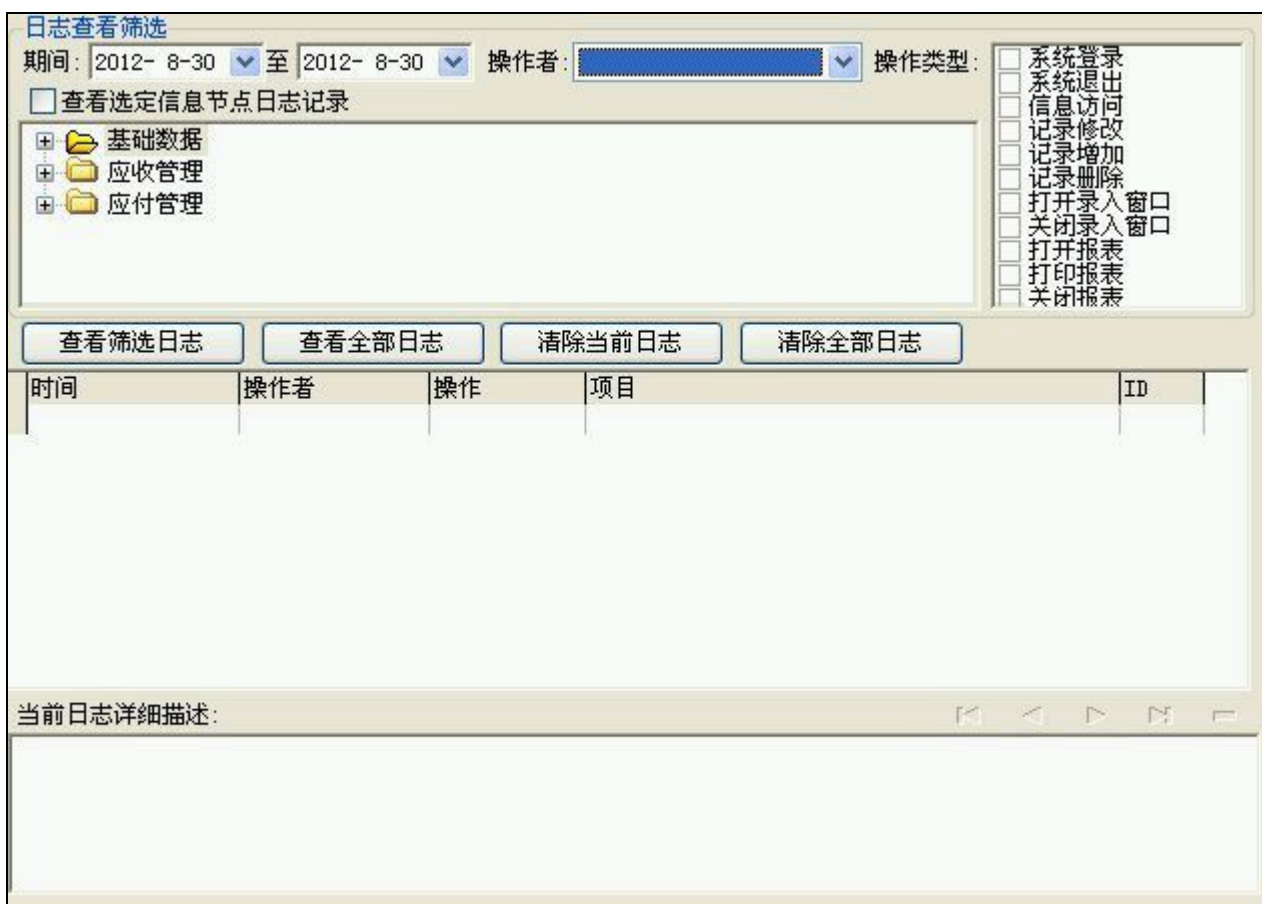 日志查看筛选
期间: 2012- 8-30 至 2012- 8-30 操作者: 操作类型:
系统登录
系统退出
信息访问
记录修改
记录增加
记录删除
打开录入窗口
关闭录入窗口
打开报表
打印报表
关闭报表
查看选定信息节点日志记录
基础数据
应收管理
应付管理
查看筛选日志 查看全部日志 清除当前日志 清除全部日志
时间 操作者 操作 项目 ID
当前日志详细描述: